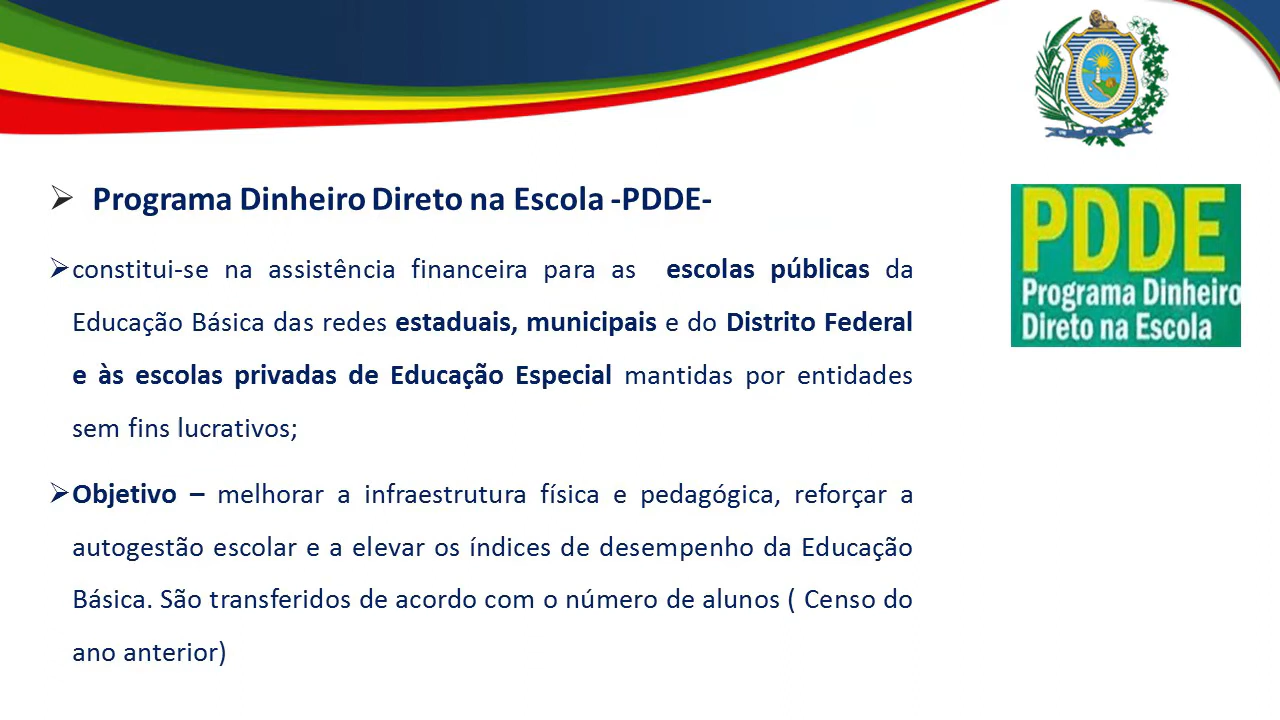 Programa Dinheiro Direto na Escola -PDDE-
constitui-se na assistência financeira para as escolas públicas da
Educação Básica das redes estaduais, municipais e do Distrito Federal
e às escolas privadas de Educação Especial mantidas por entidades
sem fins lucrativos;
Objetivo – melhorar a infraestrutura física e pedagógica, reforçar a
autogestão escolar e a elevar os índices de desempenho da Educação
Básica. São transferidos de acordo com o número de alunos ( Censo do
ano anterior)
PDDE
Programa Dinheiro
Direto na Escola